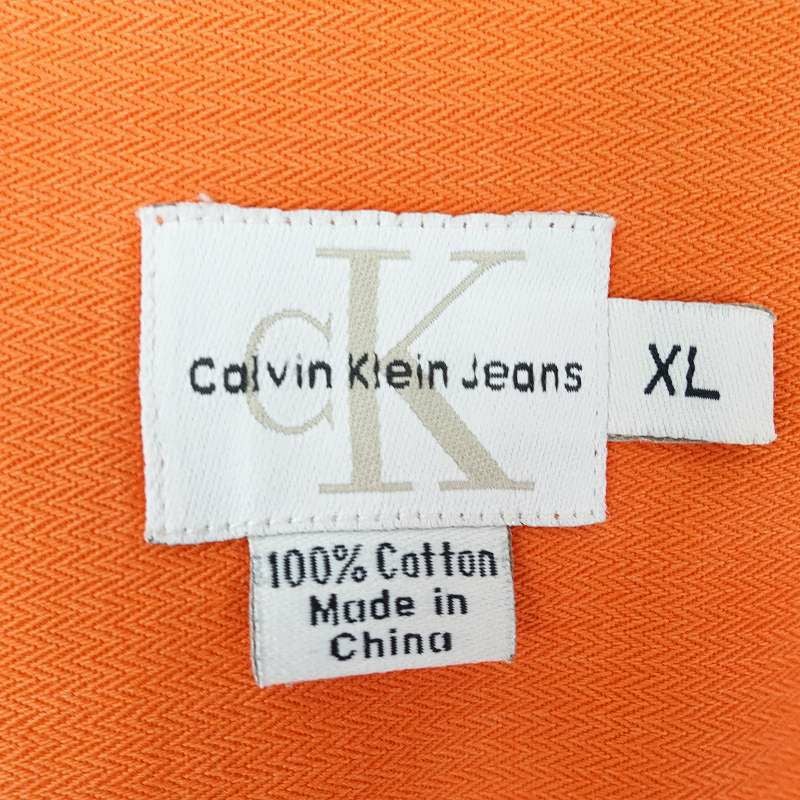 CK
Calvin Klein Jeans
XL
100% Cotton
Made in
China